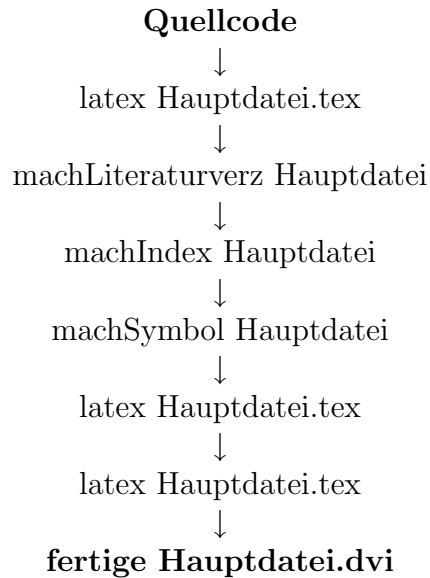 Quellcode
↓
latex Hauptdatei.tex
↓
machLiteraturverz Hauptdatei
↓
machIndex Hauptdatei
↓
machSymbol Hauptdatei
↓
latex Hauptdatei.tex
↓
latex Hauptdatei.tex
↓
fertige Hauptdatei.dvi